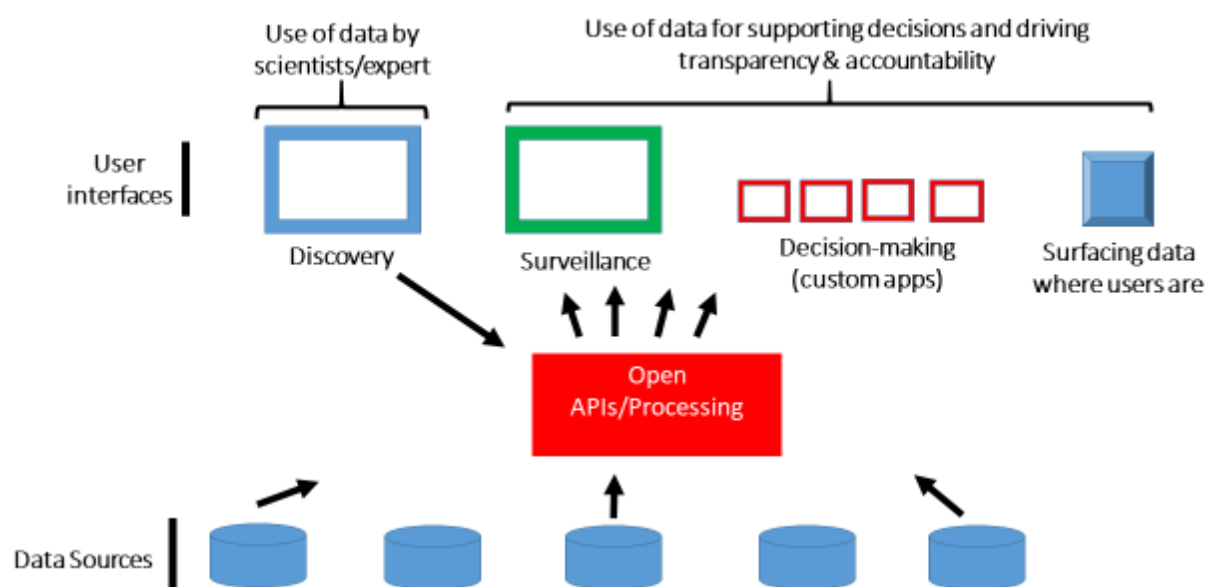 Use of data by
scientists/expert
Use of data for supporting decisions and driving
transparency & accountability
User
interfaces
Discovery
Surveillance
Decision-making
(custom apps)
Surfacing data
where users are
Open
APIs/Processing
Data Sources